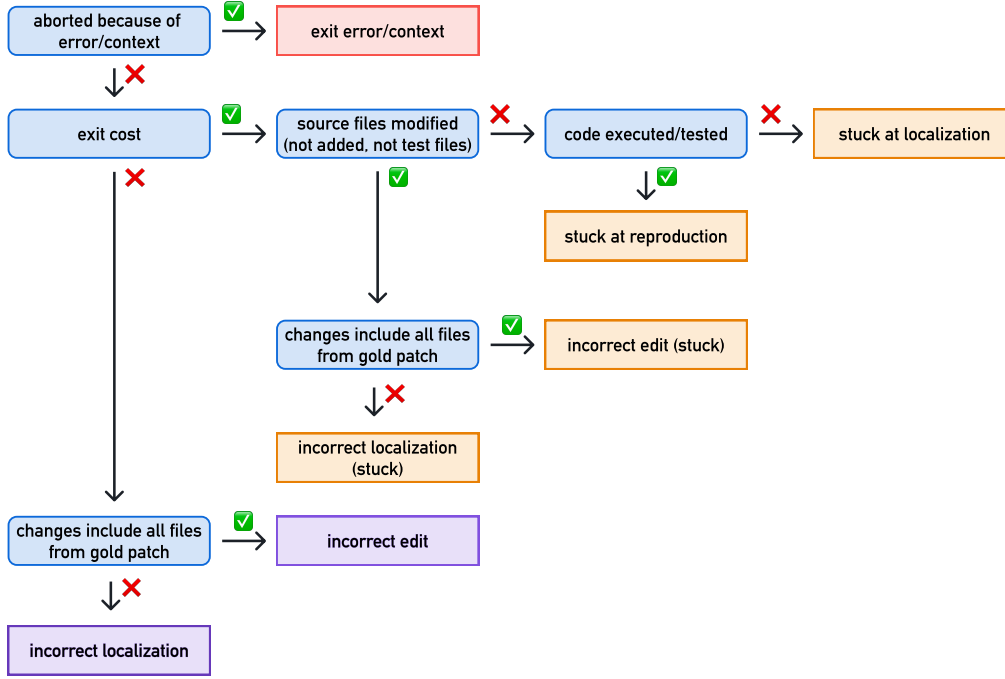 aborted because of
error/context
exit error/context
exit cost
source files modified
(not added, not test files)
code executed/tested
stuck at localization
stuck at reproduction
changes include all files
from gold patch
incorrect edit (stuck)
incorrect localization
(stuck)
changes include all files
from gold patch
incorrect edit
incorrect localization